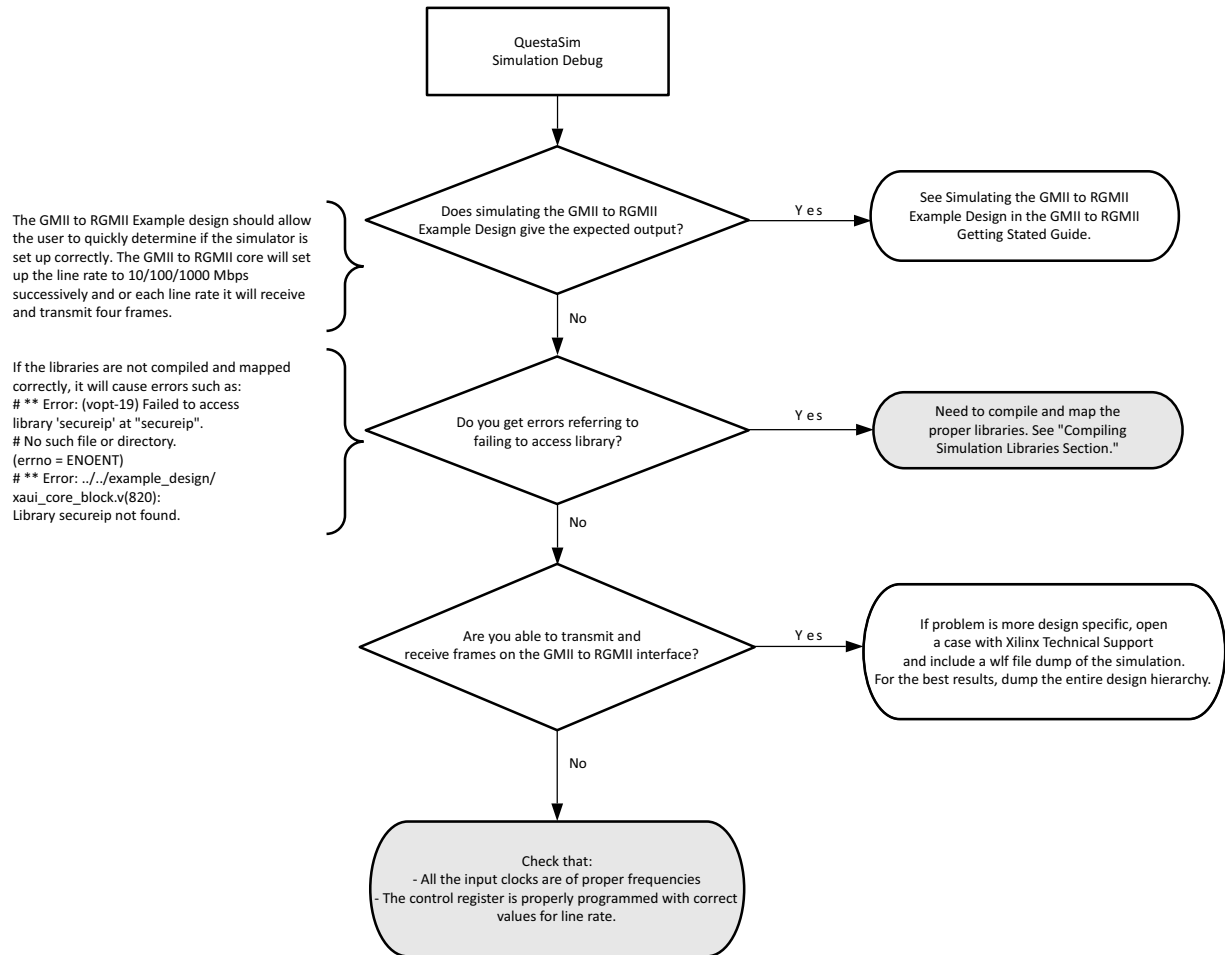 QuestaSim
Simulation Debug
The GMII to RGMII Example design should allow
the user to quickly determine if the simulator is
set up correctly. The GMII to RGMII core will set
up the line rate to 10/100/1000 Mbps
successively and or each line rate it will receive
and transmit four frames.
Does simulating the GMII to RGMII
Example Design give the expected output?
Yes
See Simulating the GMII to RGMII
Example Design in the GMII to RGMII
Getting Stated Guide.
No
If the libraries are not compiled and mapped
correctly, it will cause errors such as:
# ** Error: (vopt-19) Failed to access
library 'secureip' at "secureip".
# No such file or directory.
(errno = ENOENT)
# ** Error: ../../example_design/
xaui_core_block.v(820):
Library secureip not found.
Do you get errors referring to
failing to access library?
Yes
Need to compile and map the
proper libraries. See "Compiling
Simulation Libraries Section."
No
Are you able to transmit and
receive frames on the GMII to RGMII interface?
Yes
If problem is more design specific, open
a case with Xilinx Technical Support
and include a wlf file dump of the simulation.
For the best results, dump the entire design hierarchy.
No
Check that:
- All the input clocks are of proper frequencies
- The control register is properly programmed with correct
values for line rate.